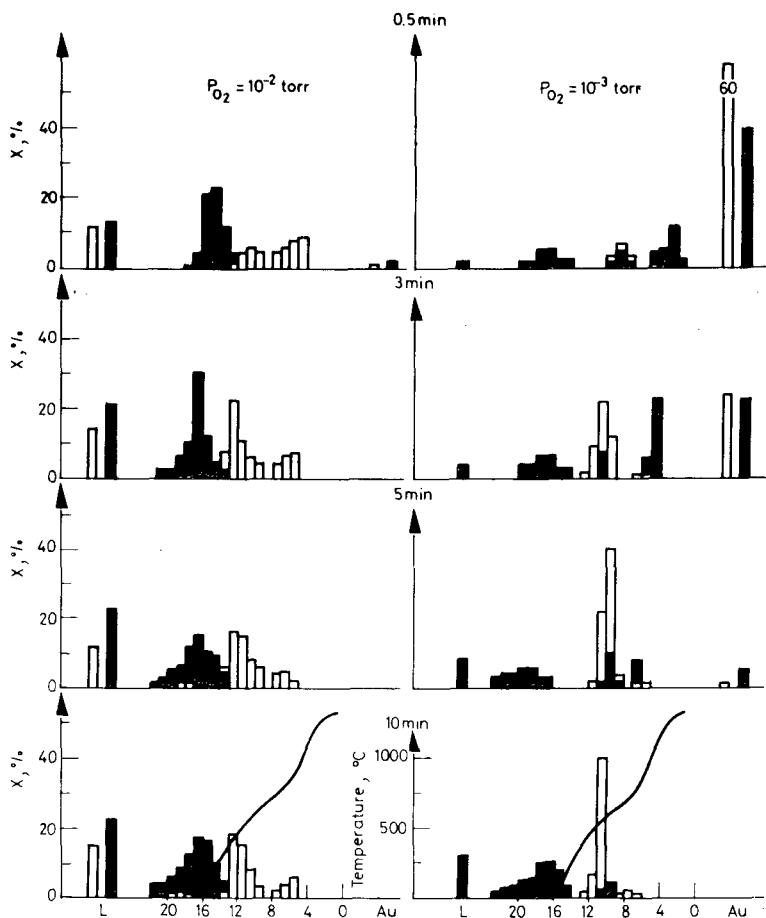 0.5 min
P_O2 = 10^-2 torr
P_O2 = 10^-3 torr
60
X, %
40
20
0
3 min
X, %
40
20
0
5 min
X, %
40
20
0
10 min
X, %
40
20
0
Temperature, °C
1000
500
L 20 16 12 8 4 0 Au
L 20 16 12 8 4 0 Au